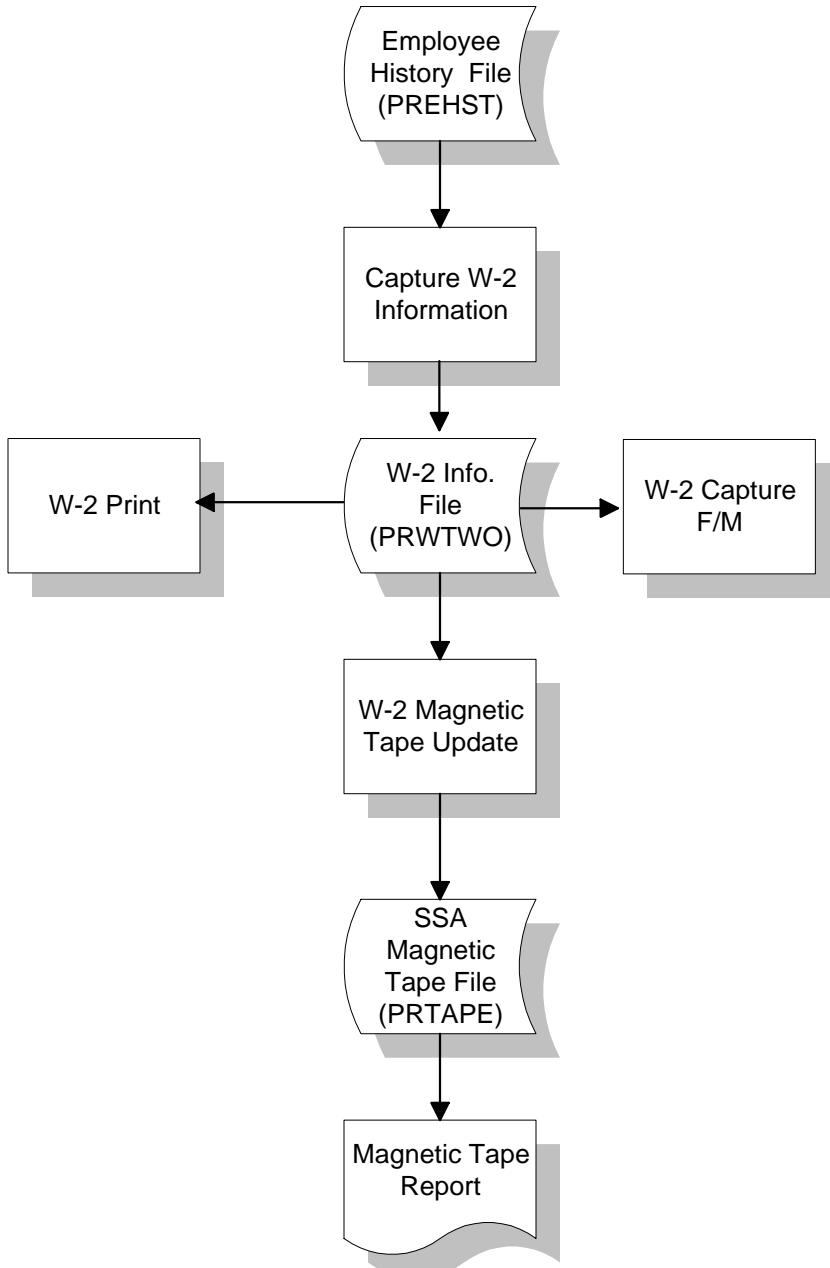 Employee
History File
(PREHST)
Capture W-2
Information
W-2 Print
W-2 Info.
File
(PRWTWO)
W-2 Capture
F/M
W-2 Magnetic
Tape Update
SSA
Magnetic
Tape File
(PRTAPE)
Magnetic Tape
Report